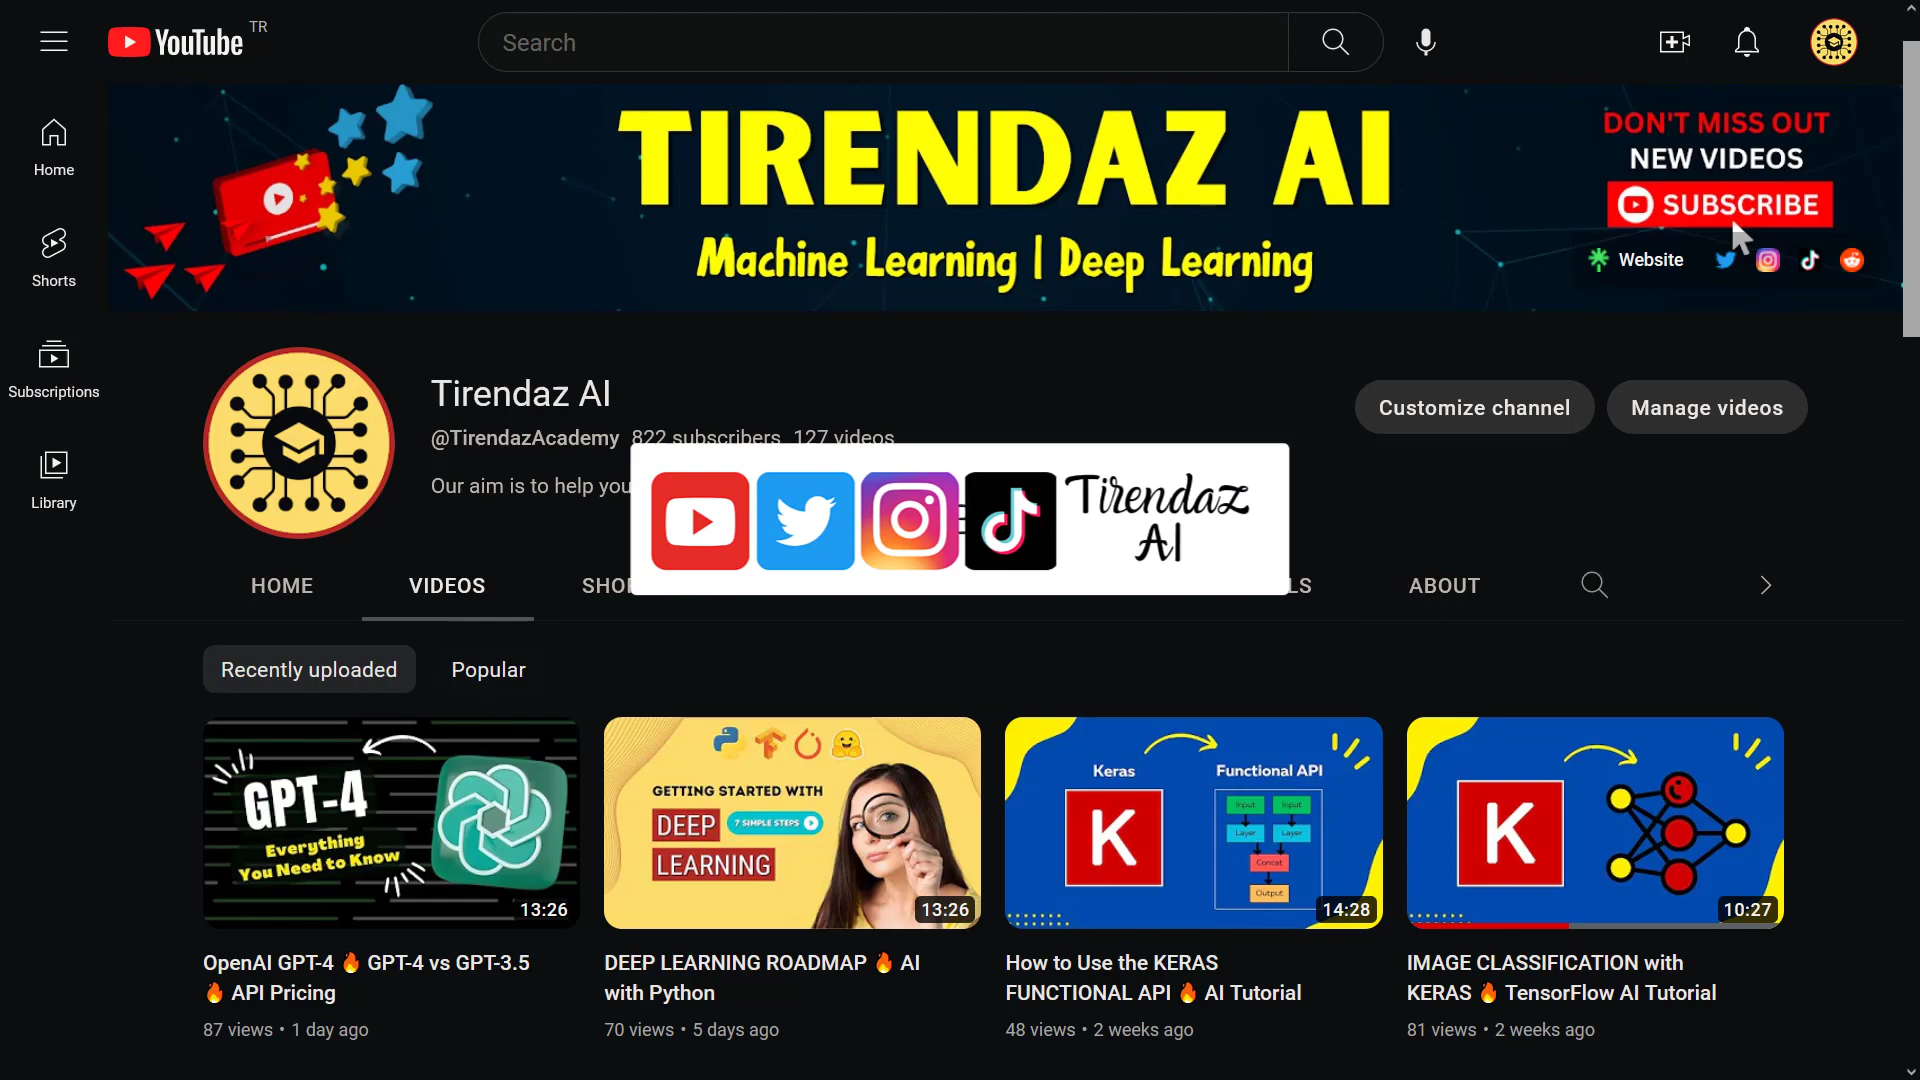 YouTube TR
Search
TIRENDAZ AI
Machine Learning | Deep Learning
DON'T MISS OUT
NEW VIDEOS
SUBSCRIBE
Website
Home
Shorts
Subscriptions
Library
Tirendaz AI
@TirendazAcademy 822 subscribers 127 videos
Our aim is to help you
Customize channel
Manage videos
Tirendaz
AI
HOME
VIDEOS
ABOUT
Recently uploaded
Popular
GPT-4
Everything
You Need to Know
13:26
GETTING STARTED WITH
DEEP
7 SIMPLE STEPS
LEARNING
13:26
Keras
Functional API
K
Input Input
Layer Layer
Concat
Output
14:28
K
10:27
OpenAI GPT-4 🔥 GPT-4 vs GPT-3.5
🔥 API Pricing
87 views • 1 day ago
DEEP LEARNING ROADMAP 🔥 AI
with Python
70 views • 5 days ago
How to Use the KERAS
FUNCTIONAL API 🔥 AI Tutorial
48 views • 2 weeks ago
IMAGE CLASSIFICATION with
KERAS 🔥 TensorFlow AI Tutorial
81 views • 2 weeks ago